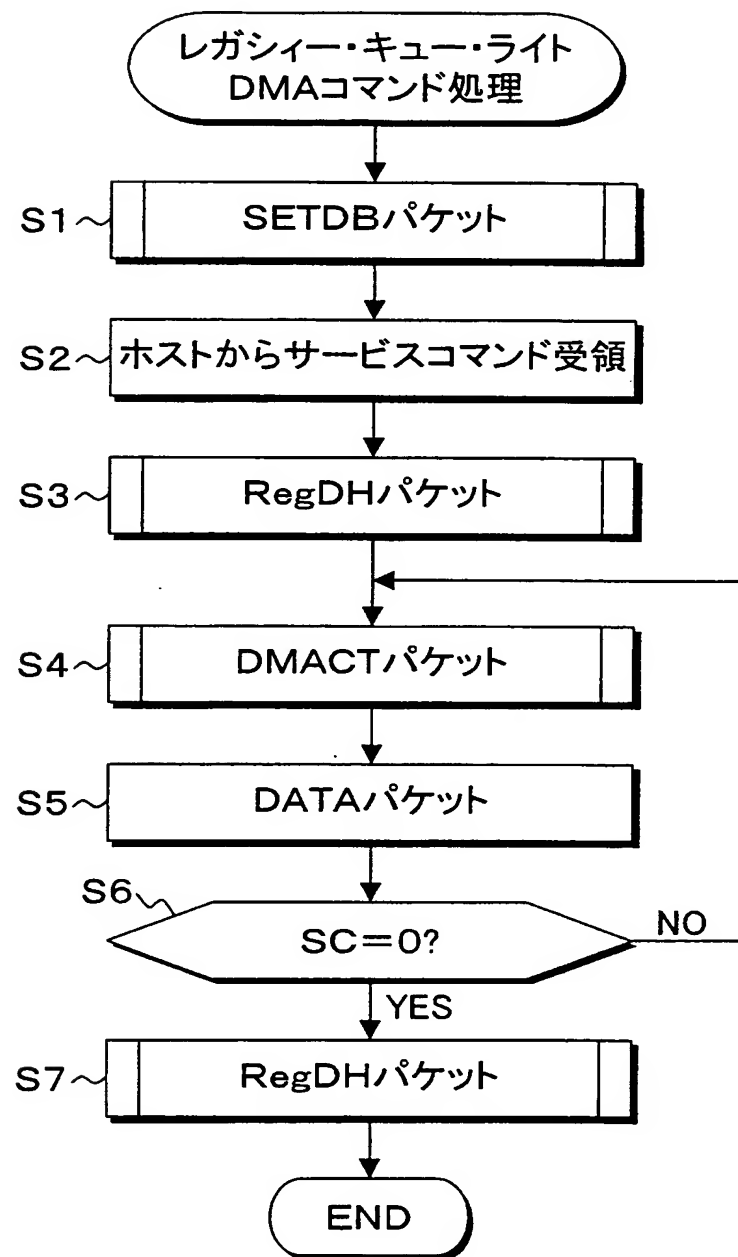 レガシィー・キュー・ライト
DMAコマンド処理
S1
SETDBパケット
S2
ホストからサービスコマンド受領
S3
RegDHパケット
S4
DMACTパケット
S5
DATAパケット
S6
SC=0?
NO
YES
S7
RegDHパケット
END